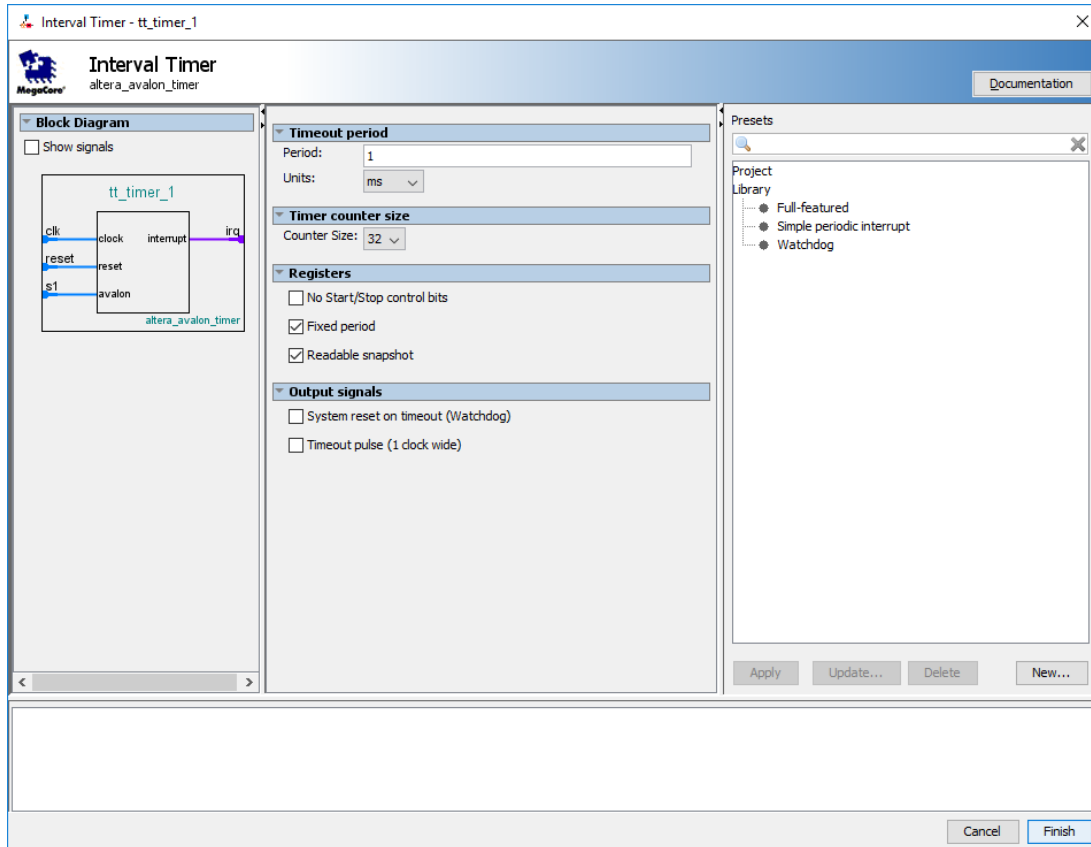 Interval Timer - tt_timer_1
MegaCore®
Interval Timer
altera_avalon_timer
Documentation
Block Diagram
Show signals
tt_timer_1
clk
clock
interrupt
irq
reset
reset
s1
avalon
altera_avalon_timer
Timeout period
Period: 1
Units: ms
Timer counter size
Counter Size: 32
Registers
No Start/Stop control bits
Fixed period
Readable snapshot
Output signals
System reset on timeout (Watchdog)
Timeout pulse (1 clock wide)
Presets
Project
Library
Full-featured
Simple periodic interrupt
Watchdog
Apply Update... Delete New...
Cancel Finish